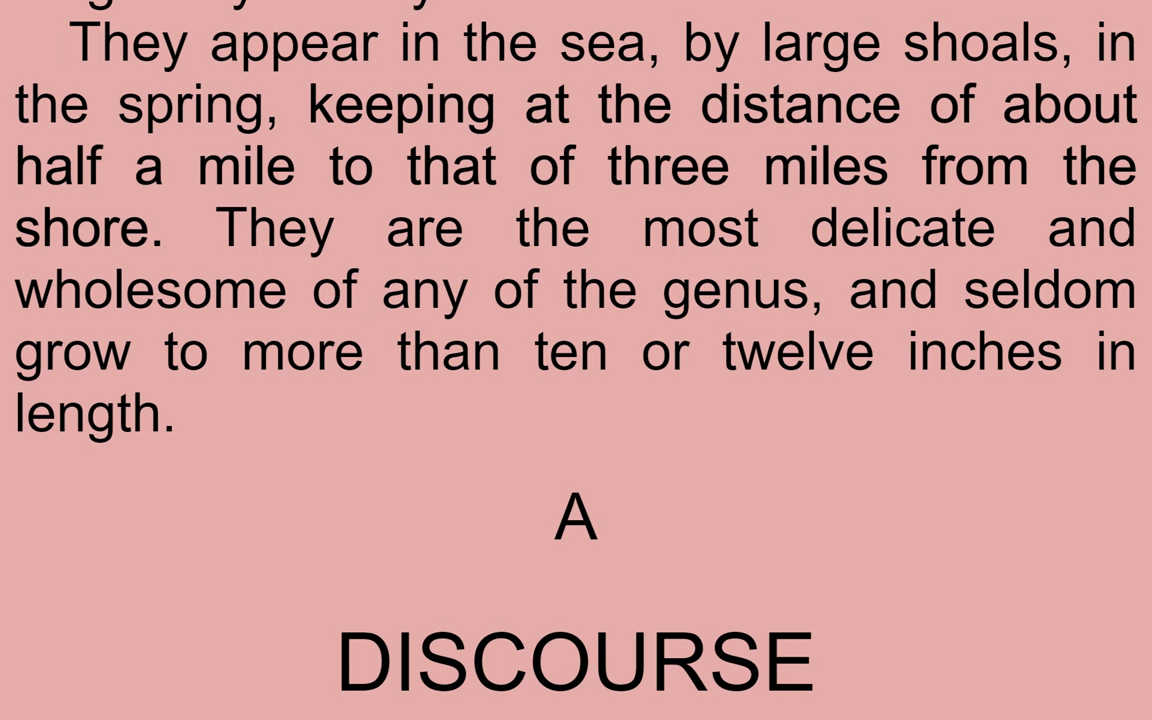 They appear in the sea, by large shoals, in
the spring, keeping at the distance of about
half a mile to that of three miles from the
shore. They are the most delicate and
wholesome of any of the genus, and seldom
grow to more than ten or twelve inches in
length.
A
DISCOURSE